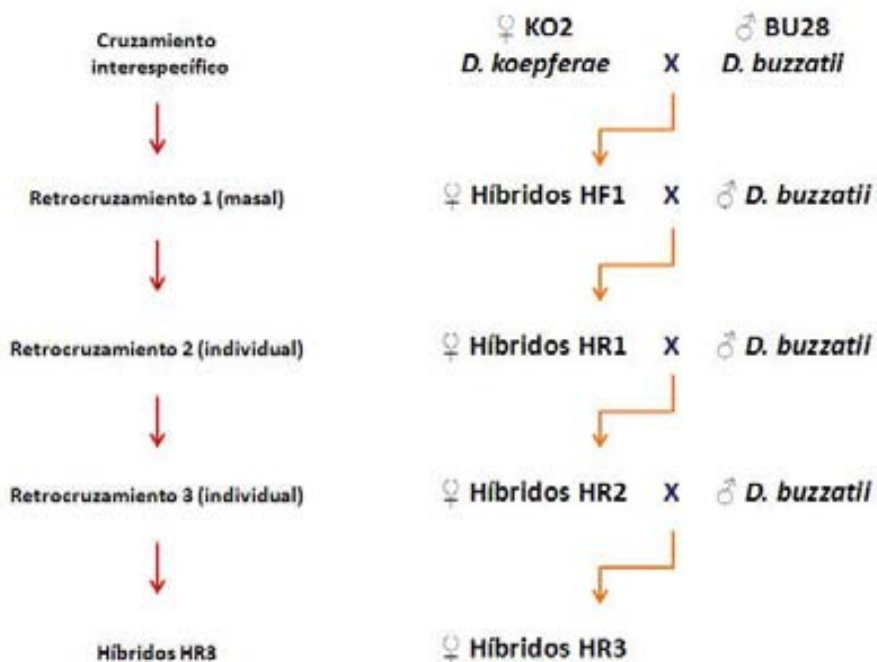 Cruzamiento
interespecífico
♀ KO2
♂ BU28
D. koepferae X D. buzzatii
Retrocruzamiento 1 (masal)
♀ Híbridos HF1 X ♂ D. buzzatii
Retrocruzamiento 2 (individual)
♀ Híbridos HR1 X ♂ D. buzzatii
Retrocruzamiento 3 (individual)
♀ Híbridos HR2 X ♂ D. buzzatii
Híbridos HR3
♀ Híbridos HR3